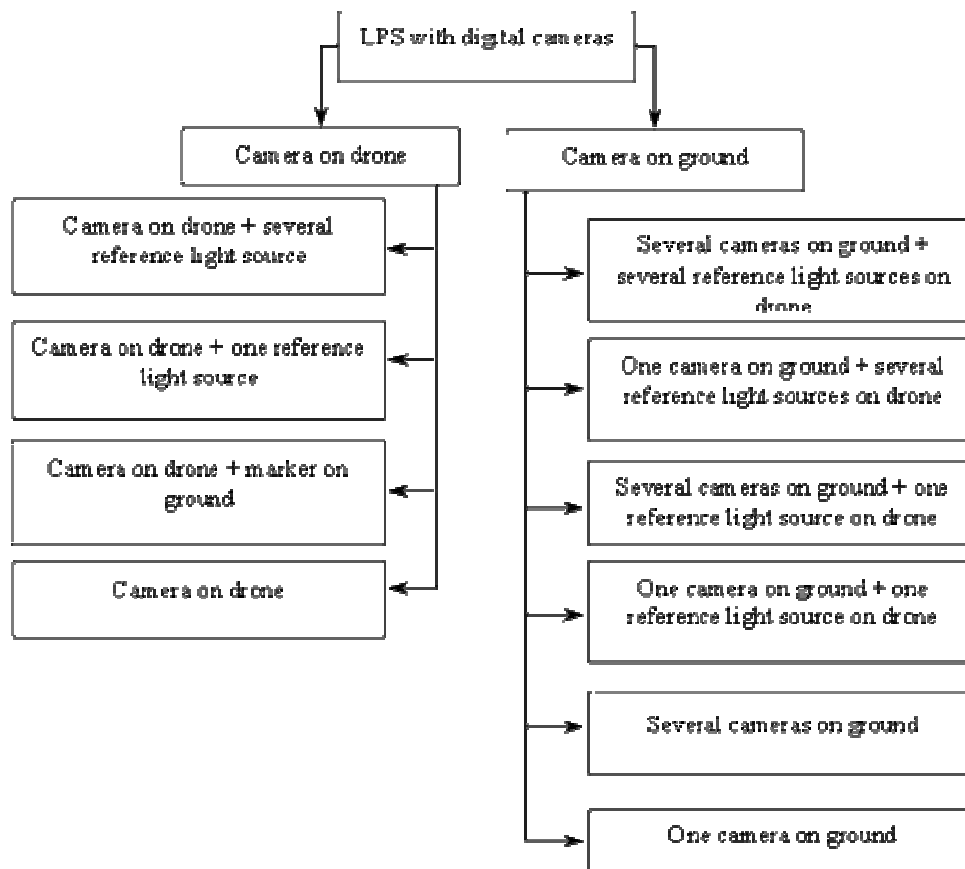 LPS with digital cameras
Camera on drone
Camera on ground
Camera on drone + several
reference light source
Camera on drone + one reference
light source
Camera on drone + marker on
ground
Camera on drone
Several cameras on ground +
several reference light sources on
drone
One camera on ground + several
reference light sources on drone
Several cameras on ground + one
reference light source on drone
One camera on ground + one
reference light source on drone
Several cameras on ground
One camera on ground